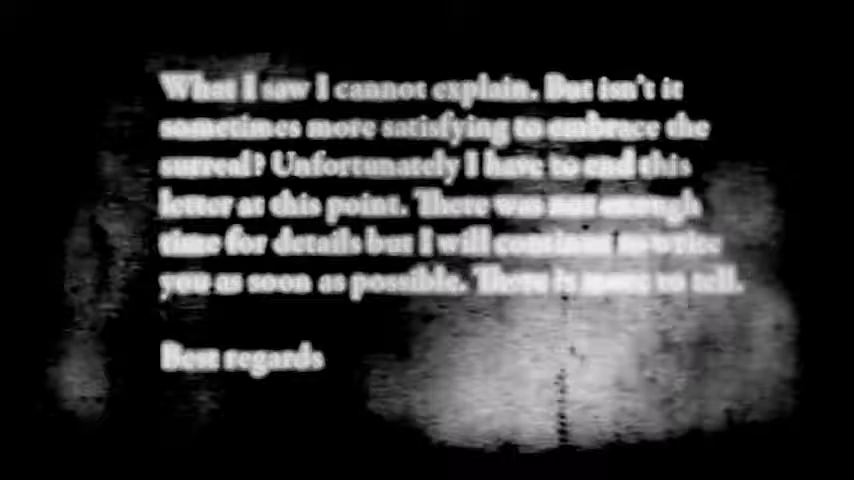 What I saw I cannot explain. But isn't it
sometimes more satisfying to embrace the
surreal? Unfortunately I have to end this
letter at this point. There was not enough
time for details but I will continue to write
you as soon as possible. There is more to tell.
Best regards